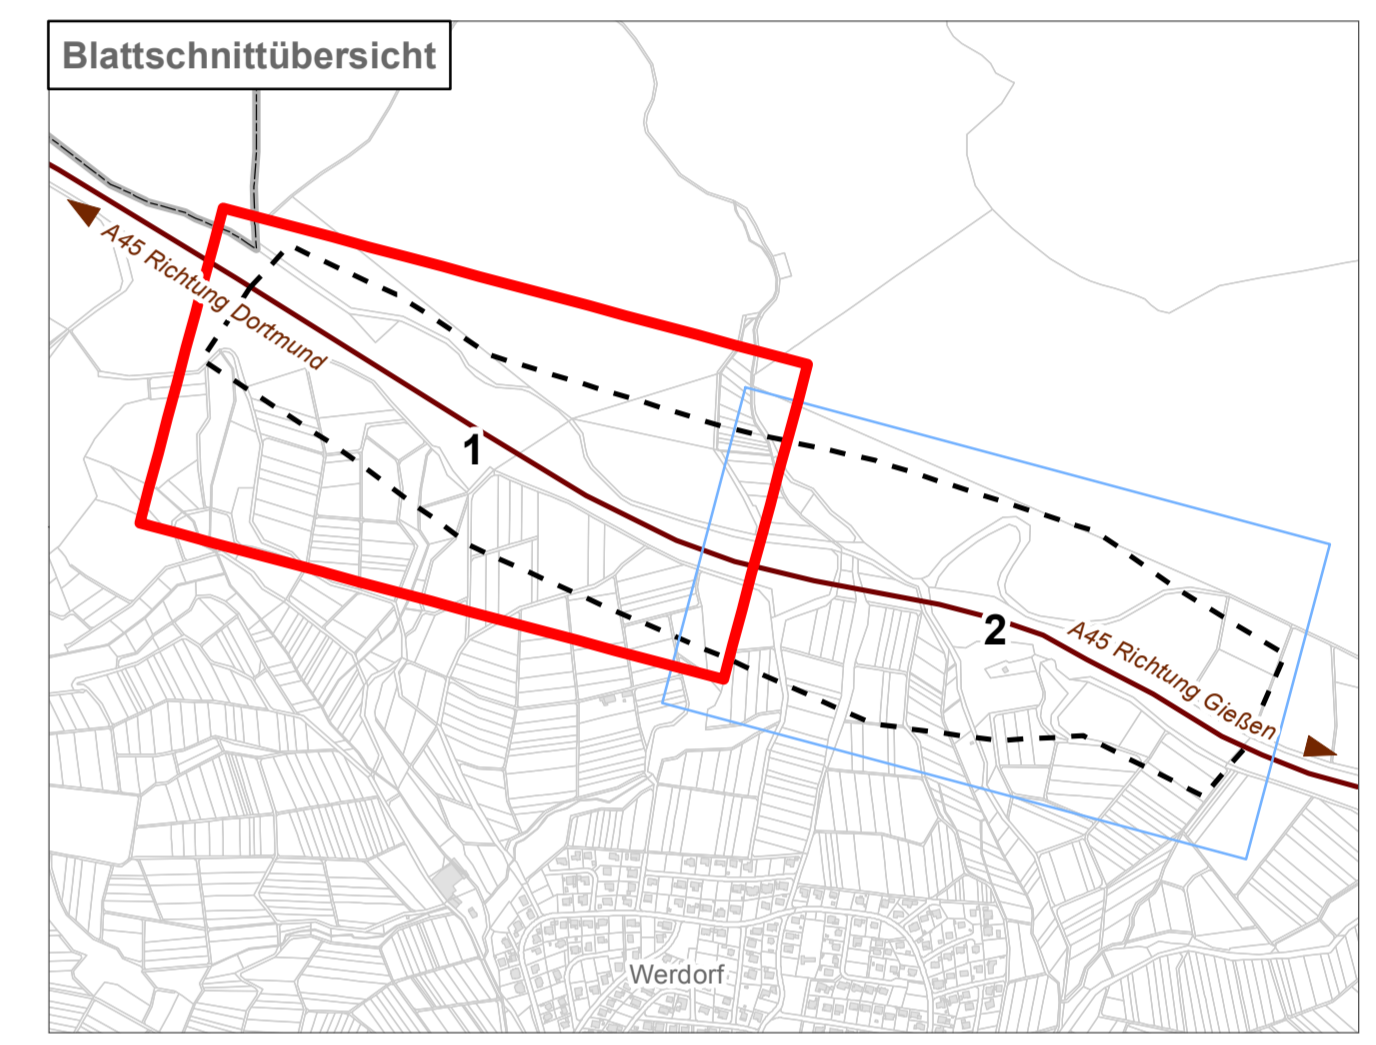 Blattschnittübersicht
A45 Richtung Dortmund
1
2
A45 Richtung Gießen
Werdorf